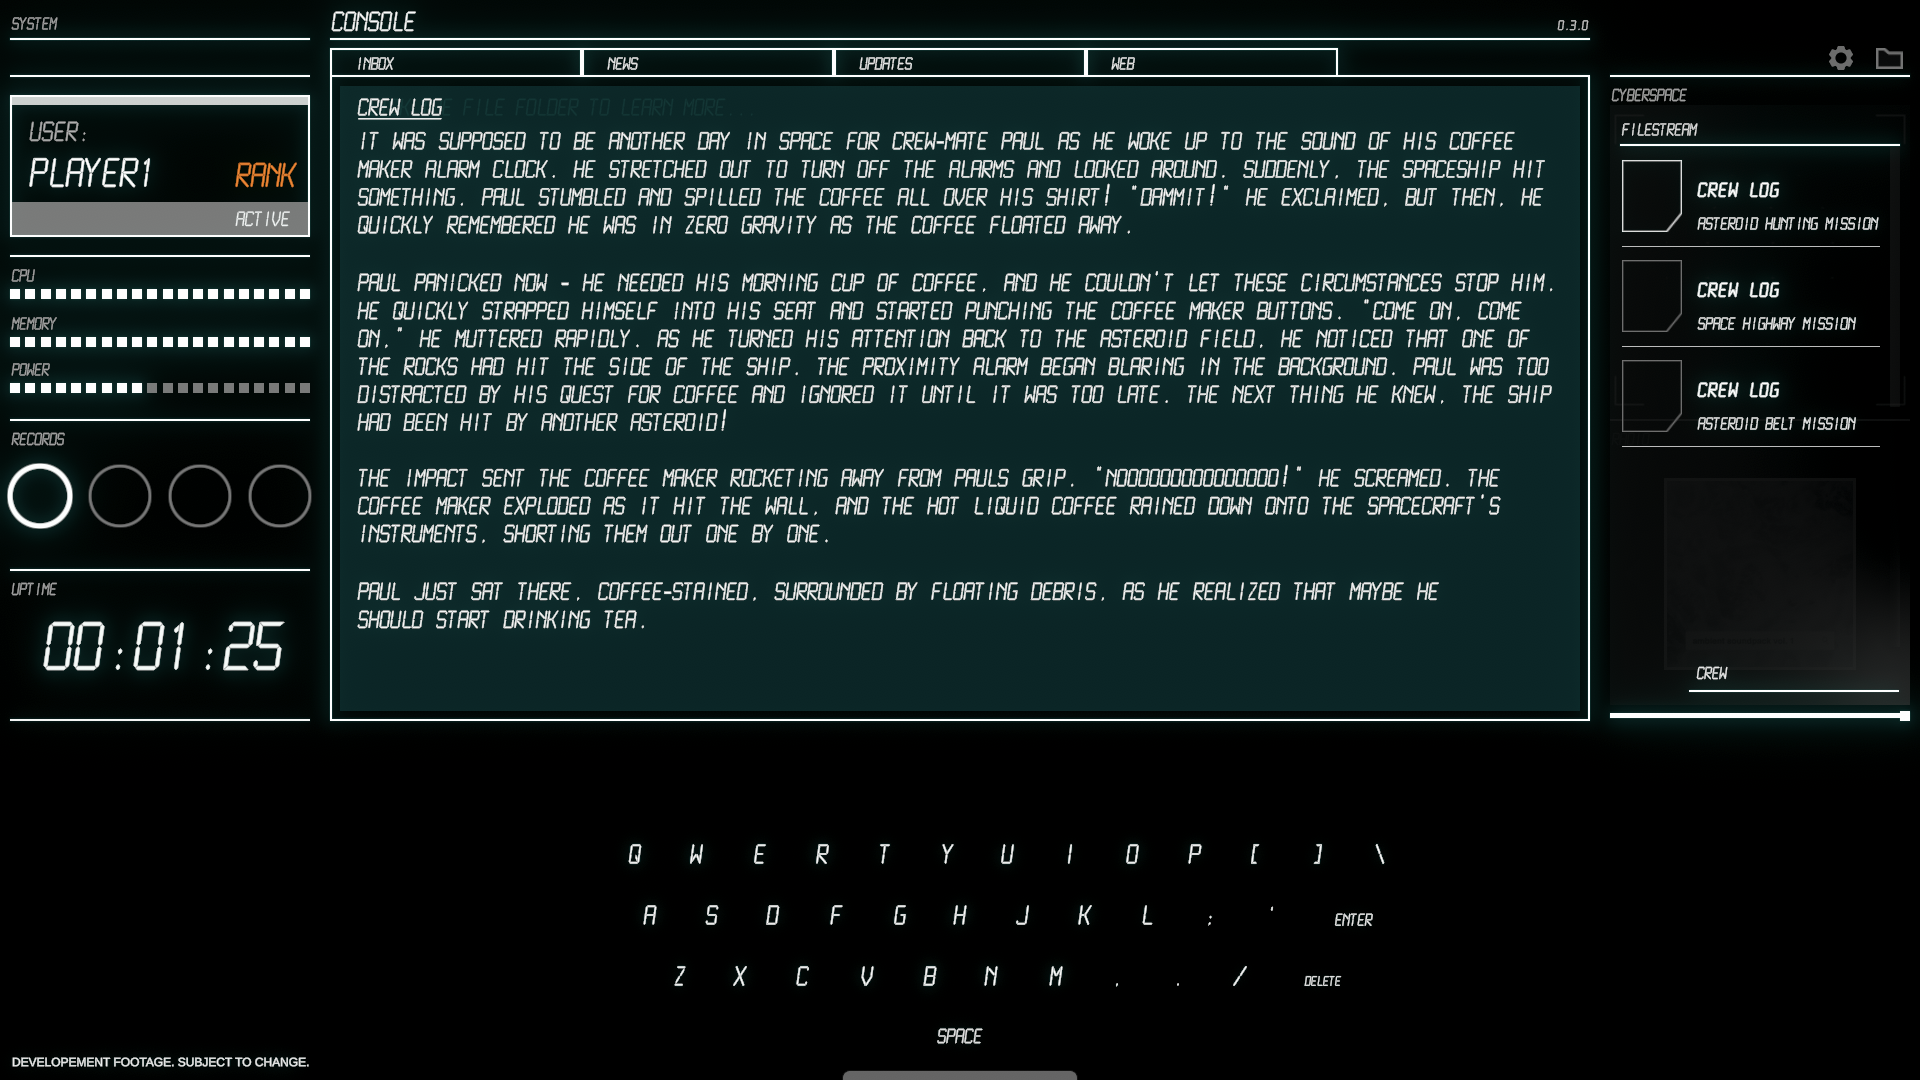 SYSTEM
CONSOLE
0.3.0
INBOX
NEWS
UPDATES
WEB
USER:
PLAYER1
RANK
ACTIVE
CPU
MEMORY
POWER
RECORDS
UPTIME
00:01:25
CREW LOG E FILE FOLDER TO LEARN MORE...
IT WAS SUPPOSED TO BE ANOTHER DAY IN SPACE FOR CREW-MATE PAUL AS HE WOKE UP TO THE SOUND OF HIS COFFEE
MAKER ALARM CLOCK. HE STRETCHED OUT TO TURN OFF THE ALARMS AND LOOKED AROUND. SUDDENLY, THE SPACESHIP HIT
SOMETHING. PAUL STUMBLED AND SPILLED THE COFFEE ALL OVER HIS SHIRT! "DAMMIT!" HE EXCLAIMED, BUT THEN, HE
QUICKLY REMEMBERED HE WAS IN ZERO GRAVITY AS THE COFFEE FLOATED AWAY.
PAUL PANICKED NOW - HE NEEDED HIS MORNING CUP OF COFFEE, AND HE COULDN'T LET THESE CIRCUMSTANCES STOP HIM.
HE QUICKLY STRAPPED HIMSELF INTO HIS SEAT AND STARTED PUNCHING THE COFFEE MAKER BUTTONS. "COME ON, COME
ON," HE MUTTERED RAPIDLY. AS HE TURNED HIS ATTENTION BACK TO THE ASTEROID FIELD, HE NOTICED THAT ONE OF
THE ROCKS HAD HIT THE SIDE OF THE SHIP. THE PROXIMITY ALARM BEGAN BLARING IN THE BACKGROUND. PAUL WAS TOO
DISTRACTED BY HIS QUEST FOR COFFEE AND IGNORED IT UNTIL IT WAS TOO LATE. THE NEXT THING HE KNEW, THE SHIP
HAD BEEN HIT BY ANOTHER ASTEROID!
THE IMPACT SENT THE COFFEE MAKER ROCKETING AWAY FROM PAULS GRIP. "NOOOOOOOOOOOOOOO!" HE SCREAMED. THE
COFFEE MAKER EXPLODED AS IT HIT THE WALL, AND THE HOT LIQUID COFFEE RAINED DOWN ONTO THE SPACECRAFT'S
INSTRUMENTS, SHORTING THEM OUT ONE BY ONE.
PAUL JUST SAT THERE, COFFEE-STAINED, SURROUNDED BY FLOATING DEBRIS, AS HE REALIZED THAT MAYBE HE
SHOULD START DRINKING TEA.
CYBERSPACE
FILESTREAM
CREW LOG
ASTEROID HUNTING MISSION
CREW LOG
SPACE HIGHWAY MISSION
CREW LOG
ASTEROID BELT MISSION
CREW
Q W E R T Y U I O P [ ] \
A S D F G H J K L ; ' ENTER
Z X C V B N M , . / DELETE
SPACE
DEVELOPEMENT FOOTAGE. SUBJECT TO CHANGE.